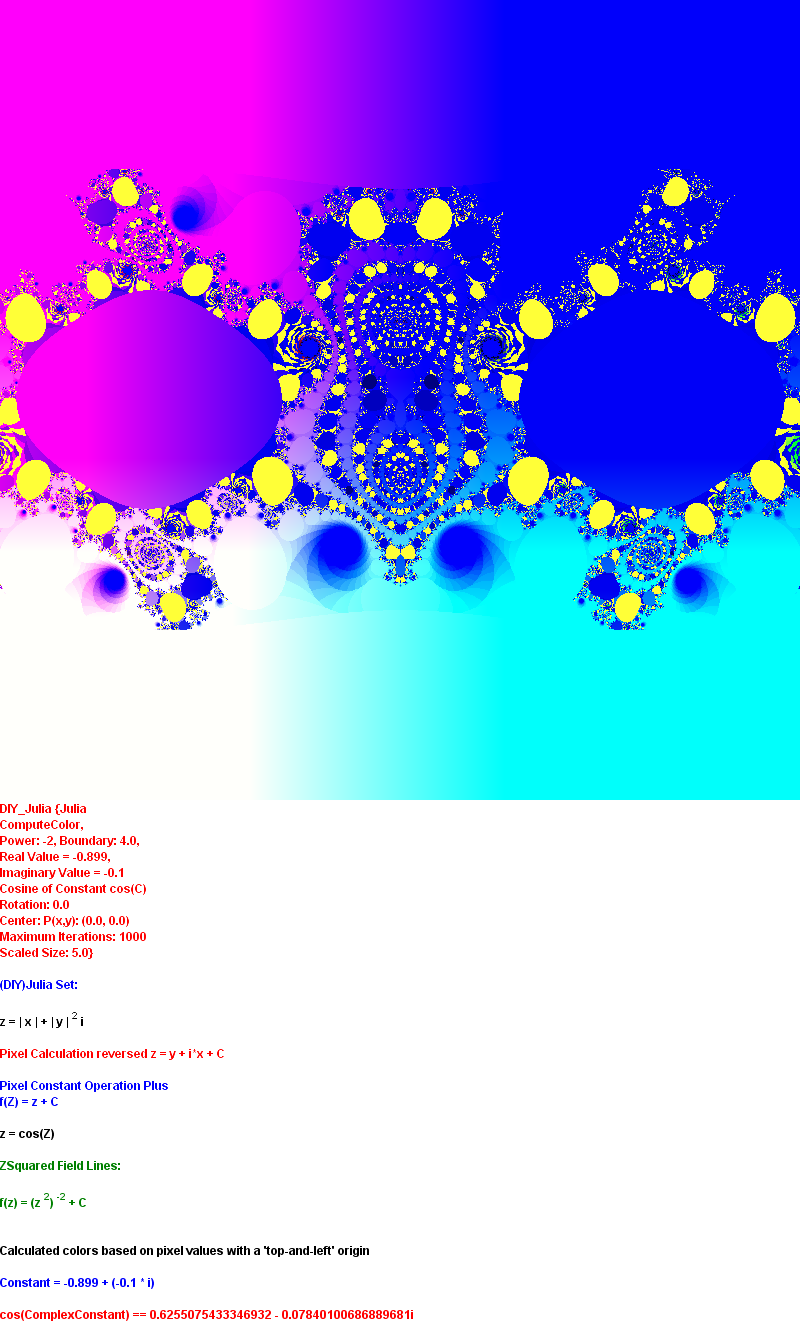 DIY_Julia {Julia
ComputeColor,
Power: -2, Boundary: 4.0,
Real Value = -0.899,
Imaginary Value = -0.1
Cosine of Constant cos(C)
Rotation: 0.0
Center: P(x,y): (0.0, 0.0)
Maximum Iterations: 1000
Scaled Size: 5.0}
(DIY)Julia Set:
z = | x | + | y | ² i
Pixel Calculation reversed z = y + i*x + C
Pixel Constant Operation Plus
f(Z) = z + C
z = cos(Z)
ZSquared Field Lines:
f(z) = (z ²) ⁻² + C
Calculated colors based on pixel values with a 'top-and-left' origin
Constant = -0.899 + (-0.1 * i)
cos(ComplexConstant) == 0.6255075433346932 - 0.07840100686889681i